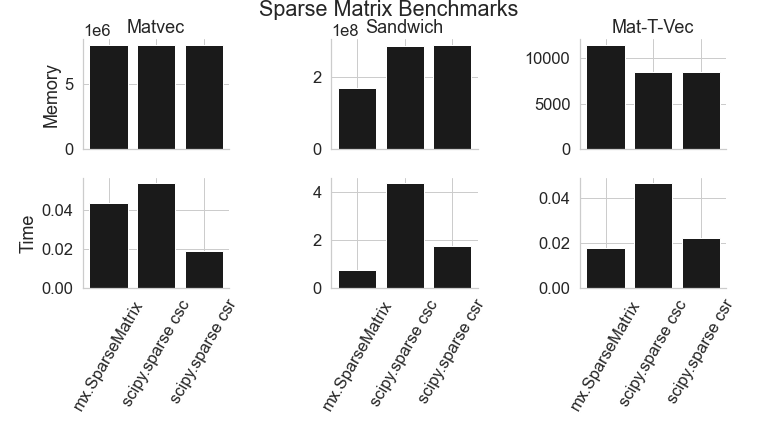 Sparse Matrix Benchmarks
Matvec
Sandwich
Mat-T-Vec
1e6
1e8
Memory
5
0
2
0
10000
5000
0
Time
0.04
0.02
0.00
4
2
0
0.04
0.02
0.00
mx.SparseMatrix
scipy.sparse csc
scipy.sparse csr
mx.SparseMatrix
scipy.sparse csc
scipy.sparse csr
mx.SparseMatrix
scipy.sparse csc
scipy.sparse csr